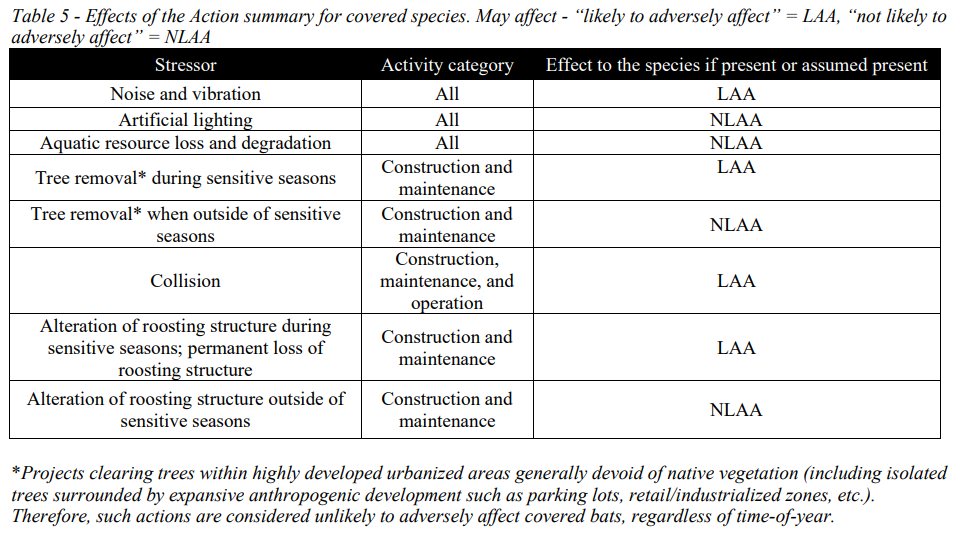 Table 5 - Effects of the Action summary for covered species. May affect - “likely to adversely affect” = LAA, “not likely to
adversely affect” = NLAA
Stressor Activity category Effect to the species if present or assumed present
Noise and vibration All LAA
Artificial lighting All NLAA
Aquatic resource loss and degradation All NLAA
Tree removal* during sensitive seasons Construction and LAA
maintenance
Tree removal* when outside of sensitive Construction and NLAA
seasons maintenance
Construction,
Collision maintenance, and LAA
operation
Alteration of roosting structure during Construction and LAA
sensitive seasons; permanent loss of maintenance
roosting structure
Alteration of roosting structure outside of Construction and NLAA
sensitive seasons maintenance
*Projects clearing trees within highly developed urbanized areas generally devoid of native vegetation (including isolated
trees surrounded by expansive anthropogenic development such as parking lots, retail/industrialized zones, etc.).
Therefore, such actions are considered unlikely to adversely affect covered bats, regardless of time-of-year.